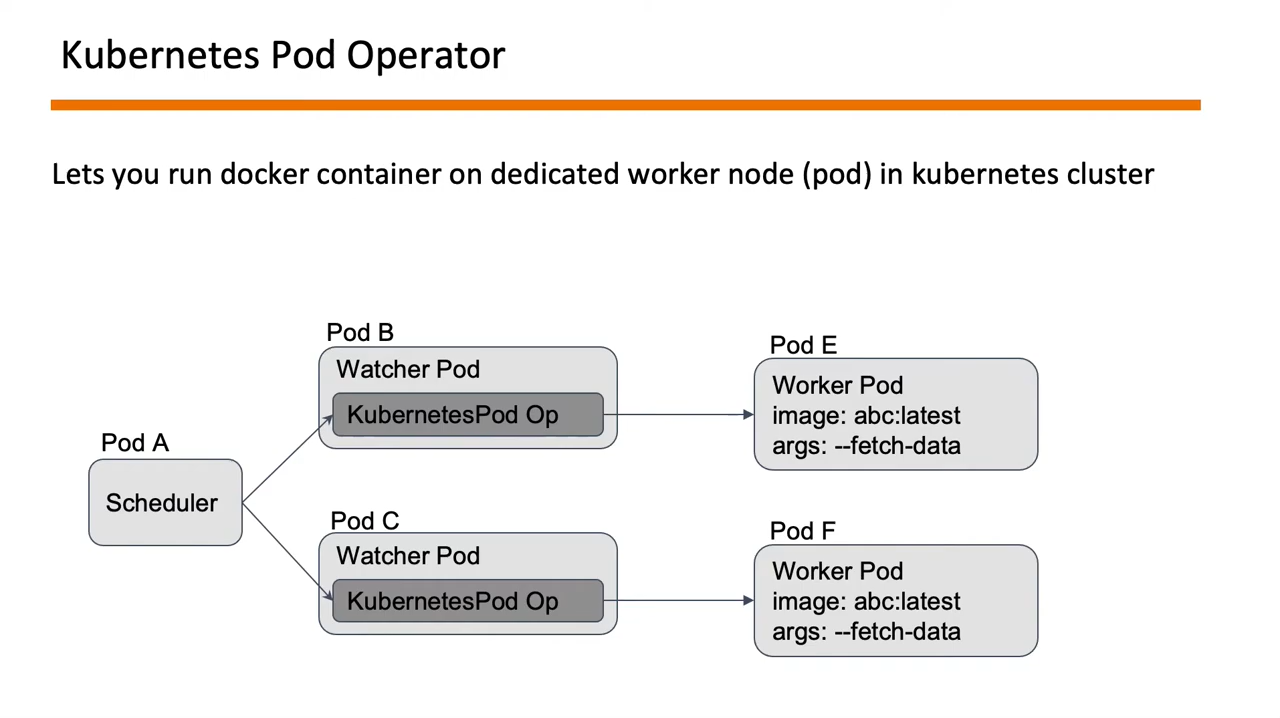 Kubernetes Pod Operator
Lets you run docker container on dedicated worker node (pod) in kubernetes cluster
Pod A
Scheduler
Pod B
Watcher Pod
KubernetesPod Op
Pod C
Watcher Pod
KubernetesPod Op
Pod E
Worker Pod
image: abc:latest
args: --fetch-data
Pod F
Worker Pod
image: abc:latest
args: --fetch-data